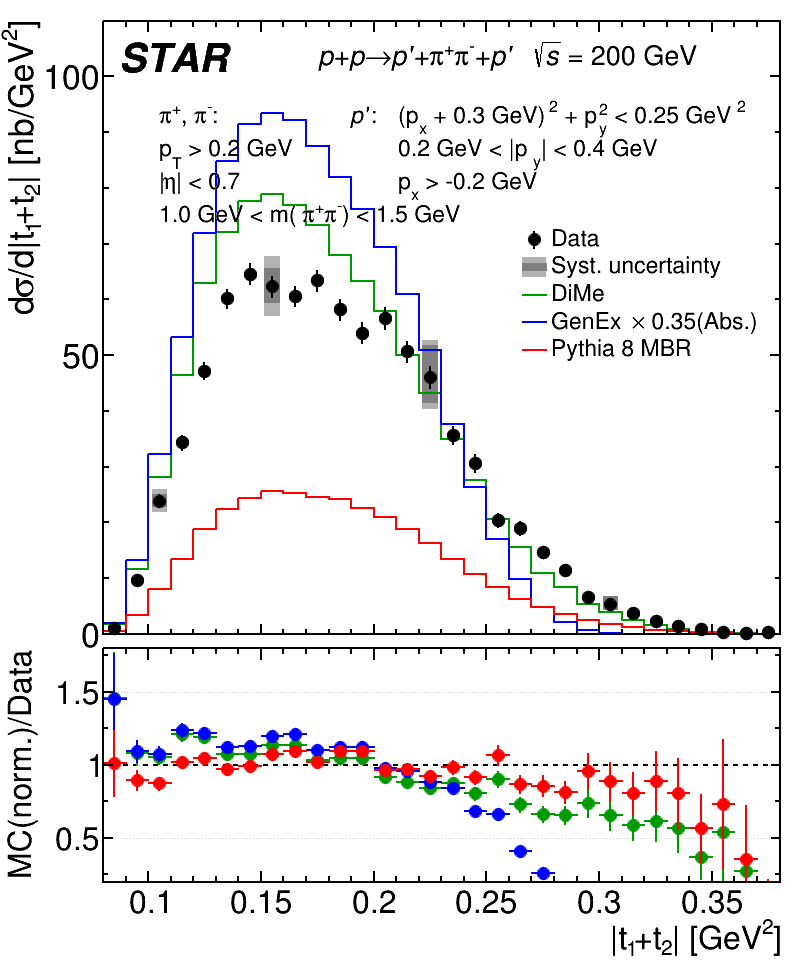 STAR p+p→p′+π⁺π⁻+p′ √s = 200 GeV
π⁺, π⁻: p′: (pₓ + 0.3 GeV)² + p_y² < 0.25 GeV²
p_T > 0.2 GeV 0.2 GeV < |p_y| < 0.4 GeV
|η| < 0.7 pₓ > -0.2 GeV
1.0 GeV < m(π⁺π⁻) < 1.5 GeV
Data
Syst. uncertainty
DiMe
GenEx × 0.35(Abs.)
Pythia 8 MBR
dσ/d|t₁+t₂| [nb/GeV²]
100
50
0
MC(norm.)/Data
1.5
1
0.5
0.1 0.15 0.2 0.25 0.3 0.35
|t₁+t₂| [GeV²]